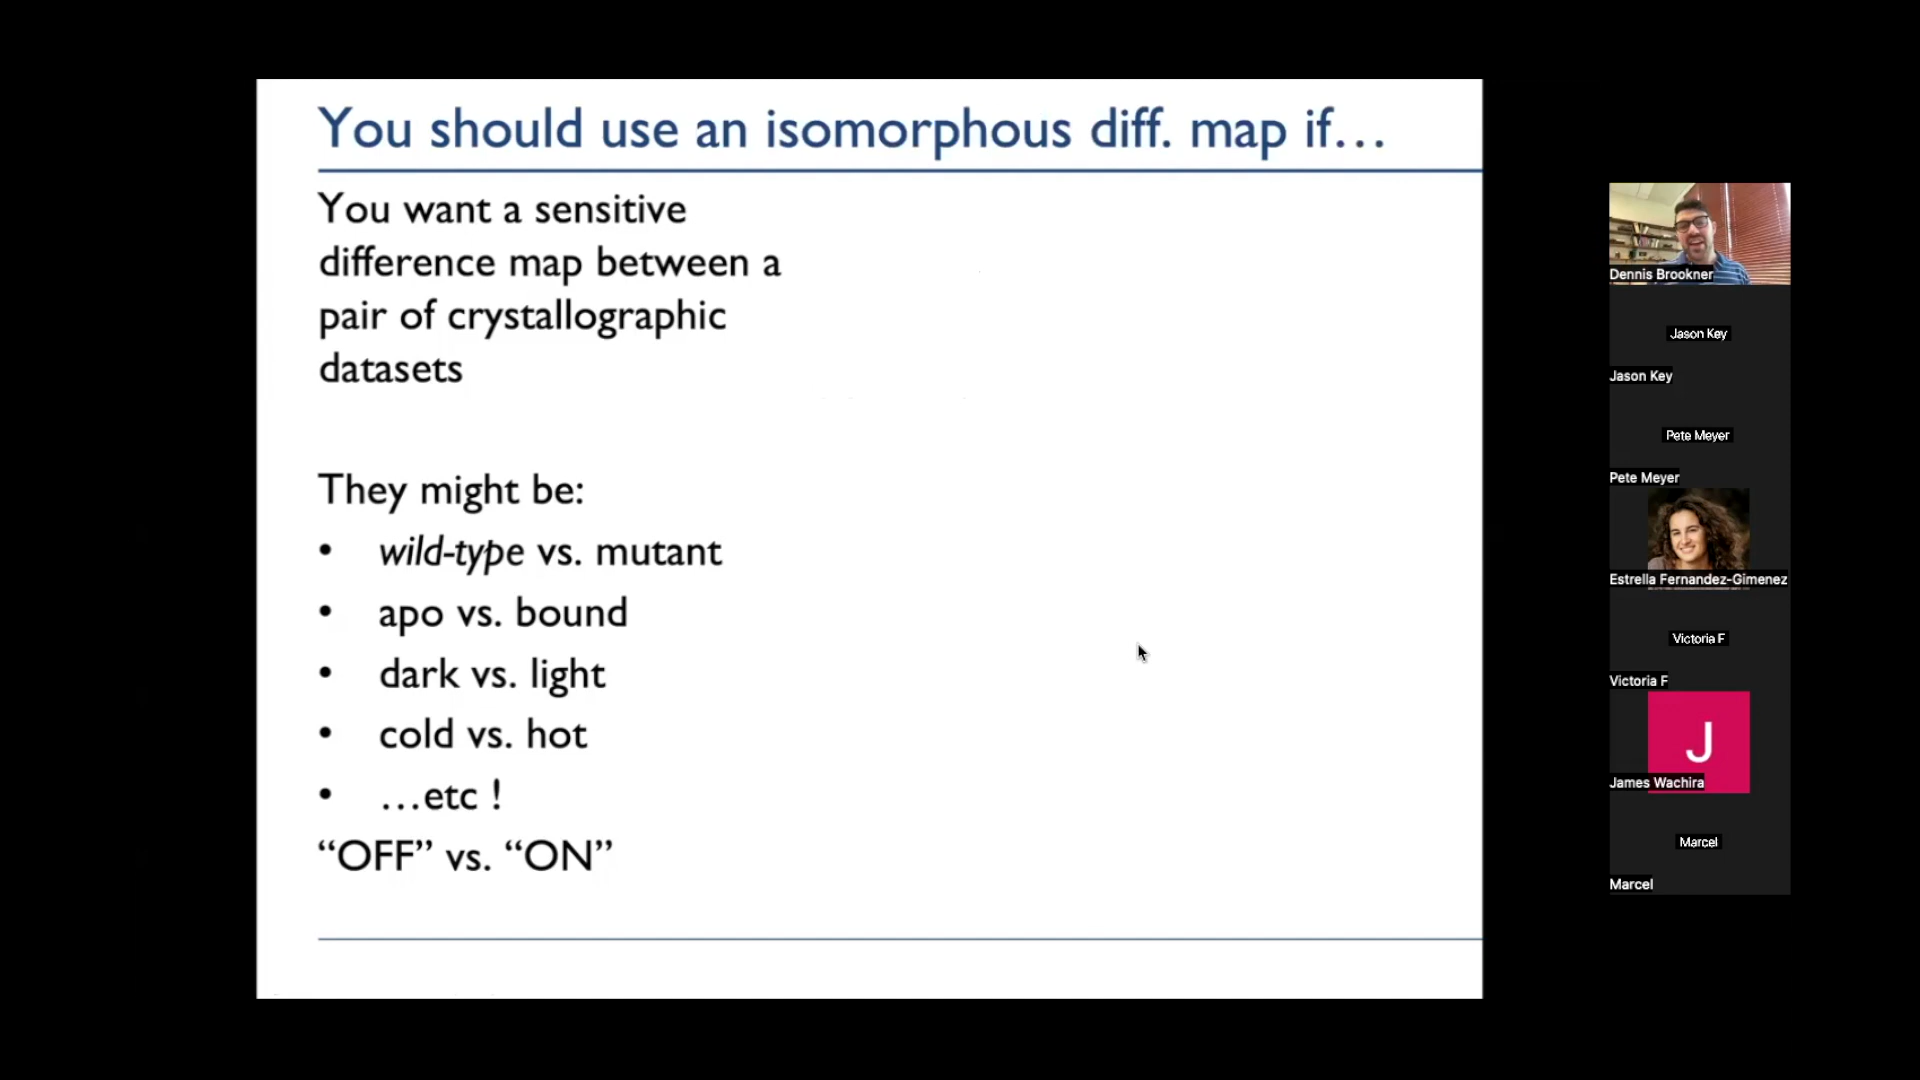 You should use an isomorphous diff. map if…
You want a sensitive
difference map between a
pair of crystallographic
datasets
They might be:
• wild-type vs. mutant
• apo vs. bound
• dark vs. light
• cold vs. hot
• …etc !
“OFF” vs. “ON”
Dennis Brookner
Jason Key
Jason Key
Pete Meyer
Pete Meyer
Estrella Fernandez-Gimenez
Victoria F
Victoria F
J
James Wachira
Marcel
Marcel